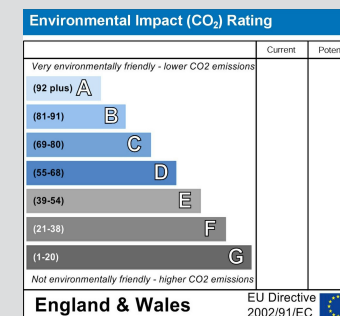 Environmental Impact (CO₂) Rating
Current
Very environmentally friendly - lower CO2 emissions
(92 plus) A
(81-91) B
(69-80) C
(55-68) D
(39-54) E
(21-38) F
(1-20) G
Not environmentally friendly - higher CO2 emissions
England & Wales
EU Directive
2002/91/EC